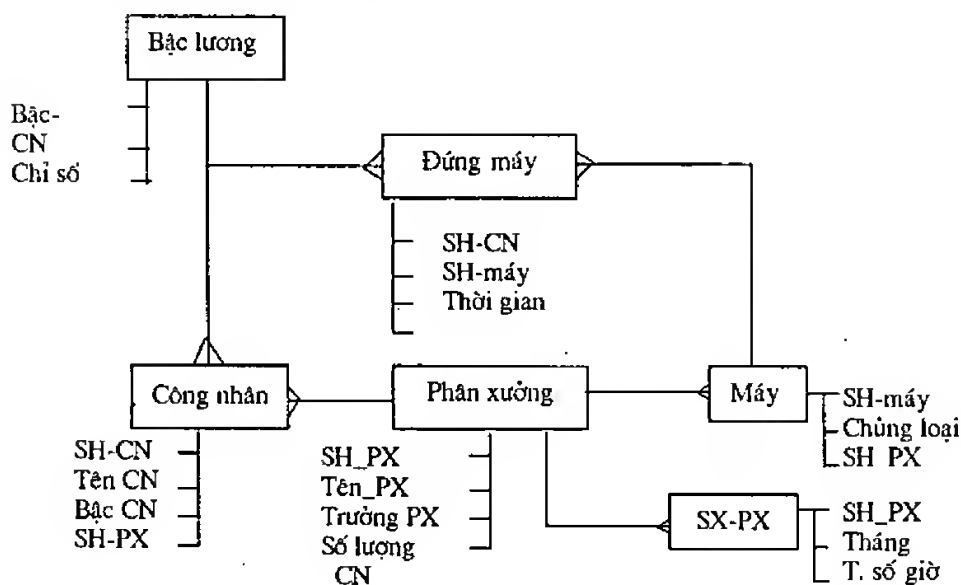 Bậc lương
Bậc-
CN
Chỉ số
Đứng máy
SH-CN
SH-máy
Thời gian
Công nhân
SH-CN
Tên CN
Bậc CN
SH-PX
Phân xưởng
SH_PX
Tên_PX
Trưởng PX
Số lượng
CN
Máy
SH-máy
Chủng loại
SH PX
SX-PX
SH_PX
Tháng
T. số giờ